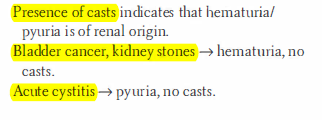 Presence of casts indicates that hematuria/
pyuria is of renal origin.
Bladder cancer, kidney stones → hematuria, no
casts.
Acute cystitis → pyuria, no casts.